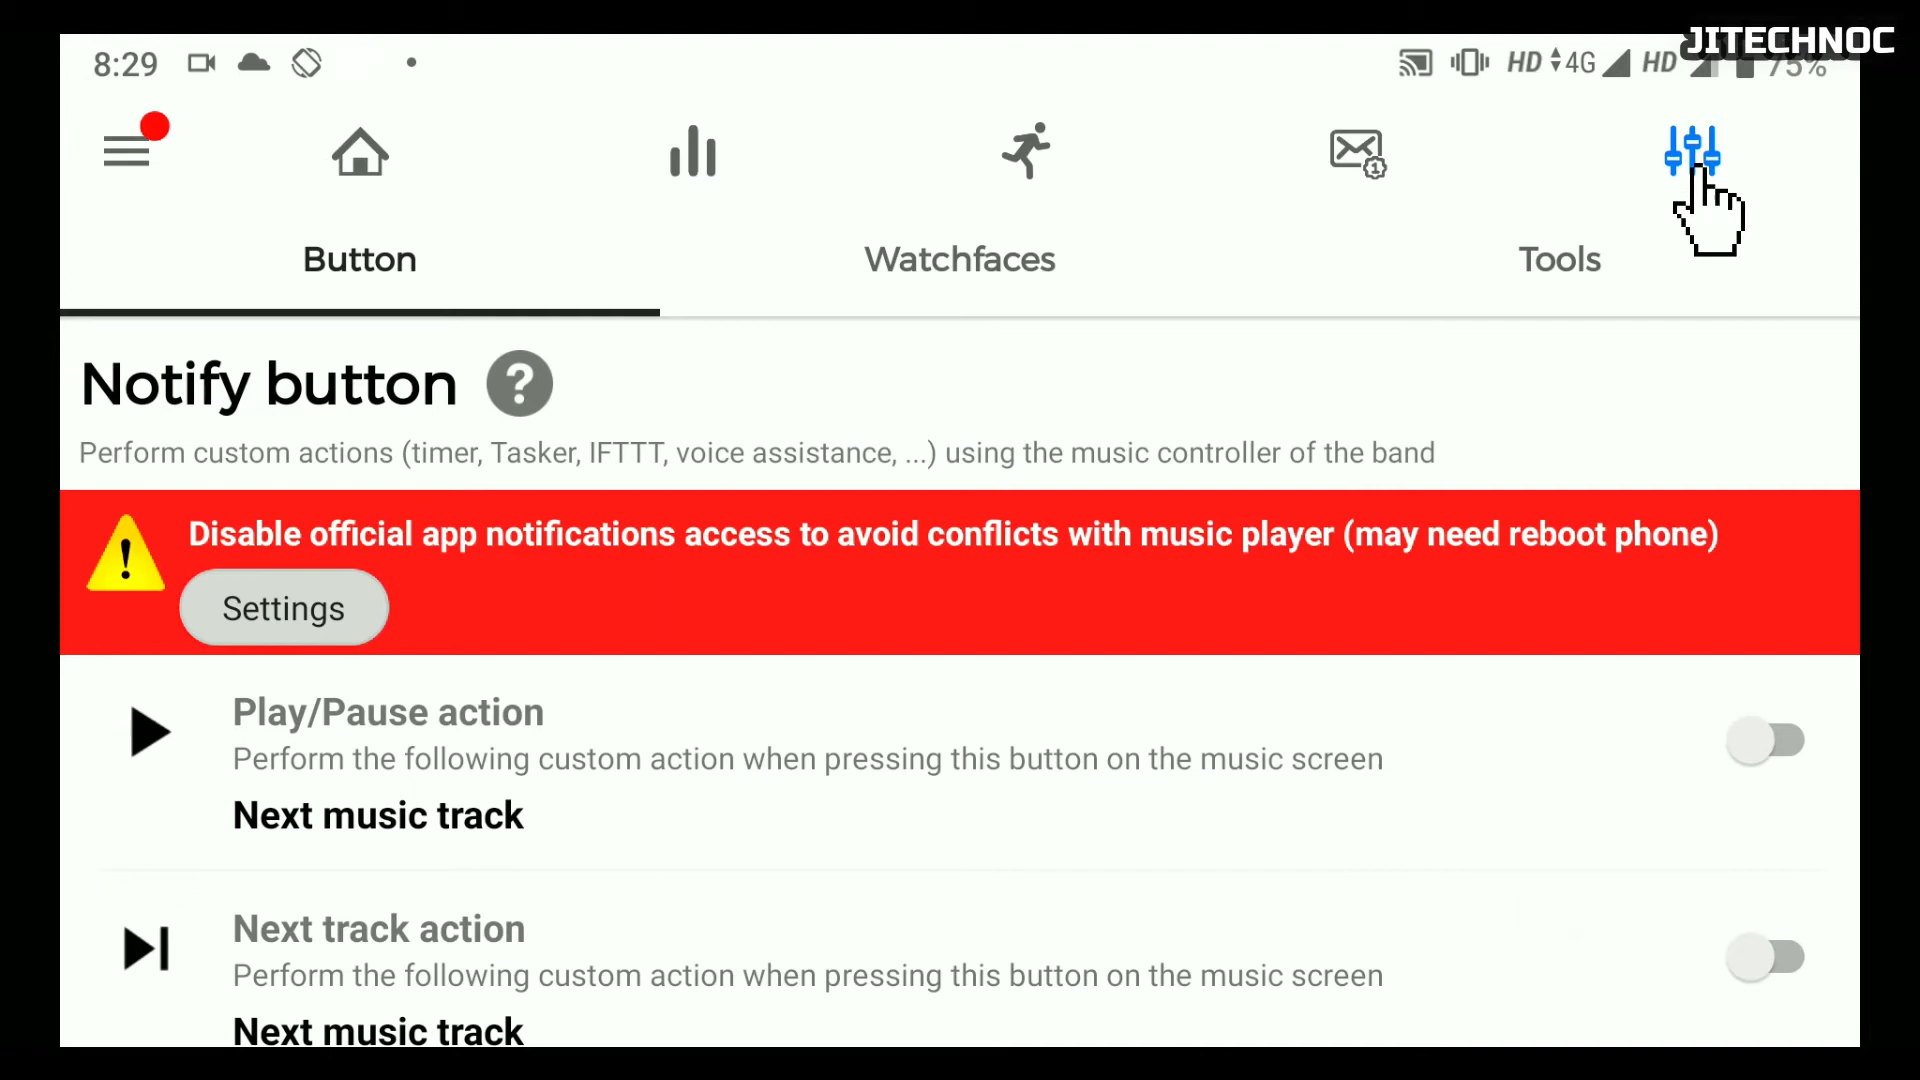 JITECHNOC
8:29 HD 4G HD 75%
1
Button Watchfaces Tools
Notify button ?
Perform custom actions (timer, Tasker, IFTTT, voice assistance, ...) using the music controller of the band
Disable official app notifications access to avoid conflicts with music player (may need reboot phone)
Settings
Play/Pause action
Perform the following custom action when pressing this button on the music screen
Next music track
Next track action
Perform the following custom action when pressing this button on the music screen
Next music track